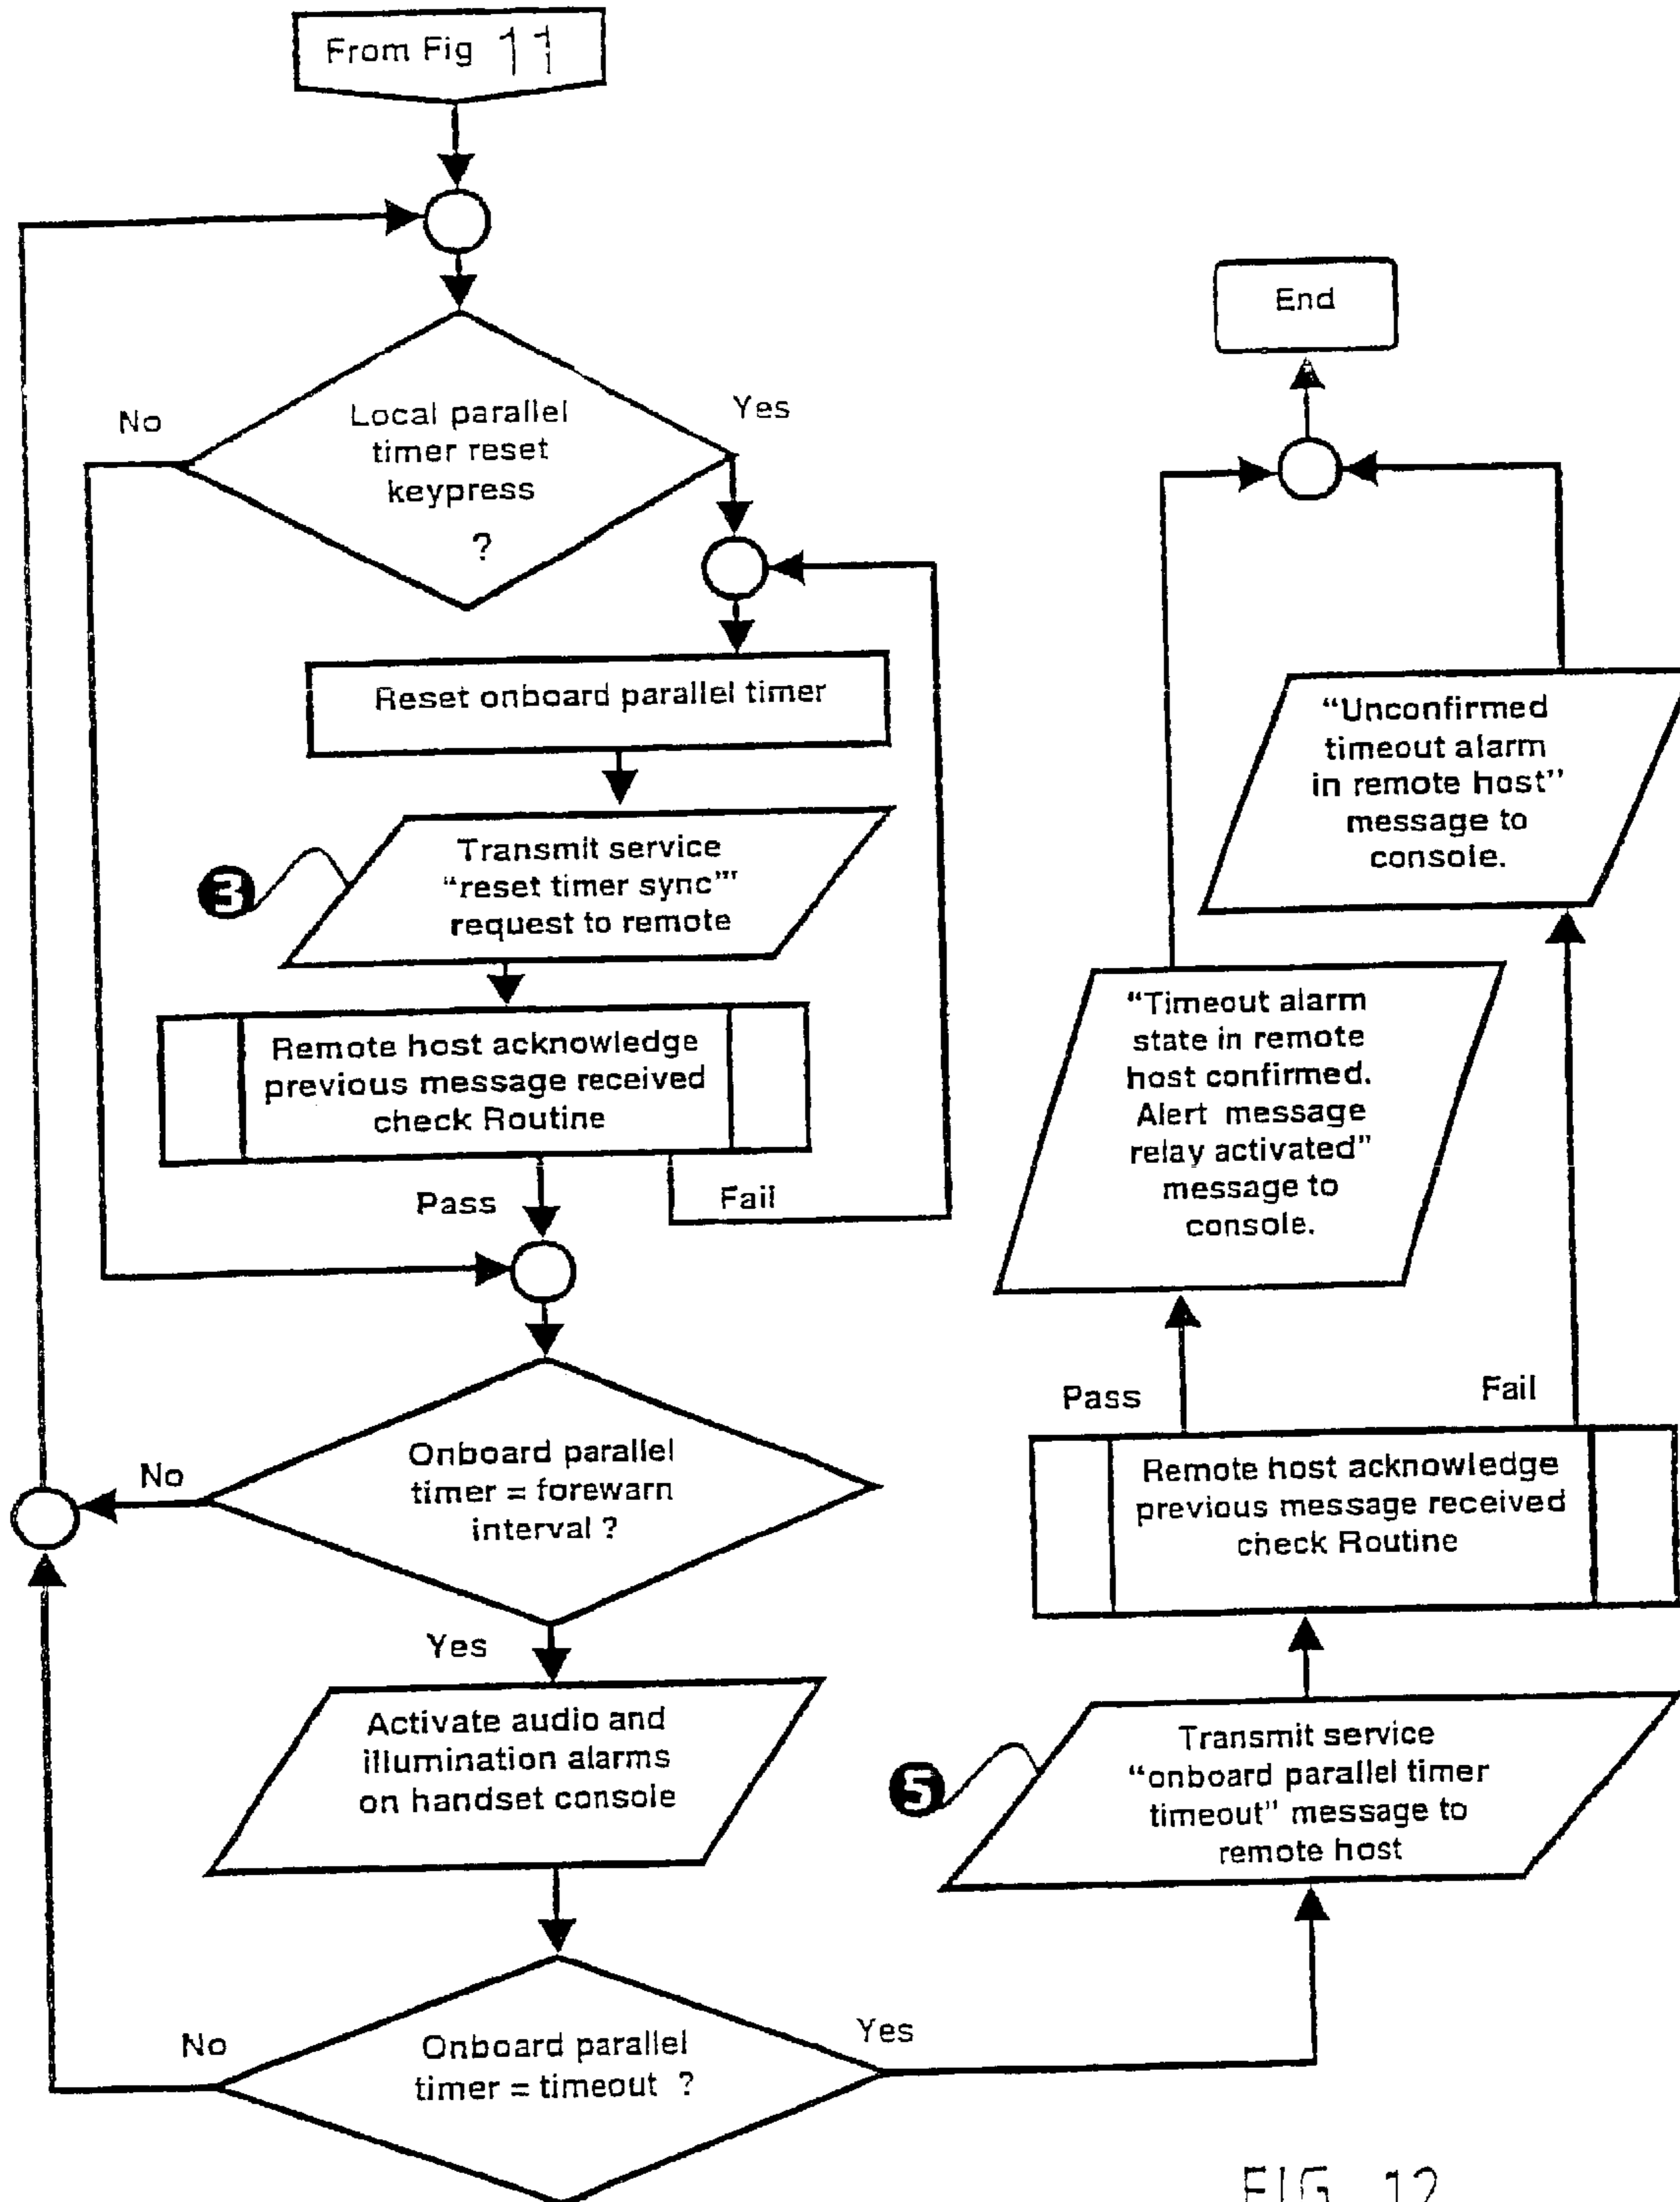 From Fig 11
No
Local parallel
timer reset
keypress
?
Yes
Reset onboard parallel timer
3
Transmit service
“reset timer sync”’
request to remote
Remote host acknowledge
previous message received
check Routine
Pass
Fail
Onboard parallel
timer = forewarn
interval ?
No
Yes
Activate audio and
illumination alarms
on handset console
Onboard parallel
timer = timeout ?
No
Yes
5
Transmit service
“onboard parallel timer
timeout” message to
remote host
Remote host acknowledge
previous message received
check Routine
Pass
Fail
“Timeout alarm
state in remote
host confirmed.
Alert message
relay activated”
message to
console.
“Unconfirmed
timeout alarm
in remote host”
message to
console.
End
FIG 12